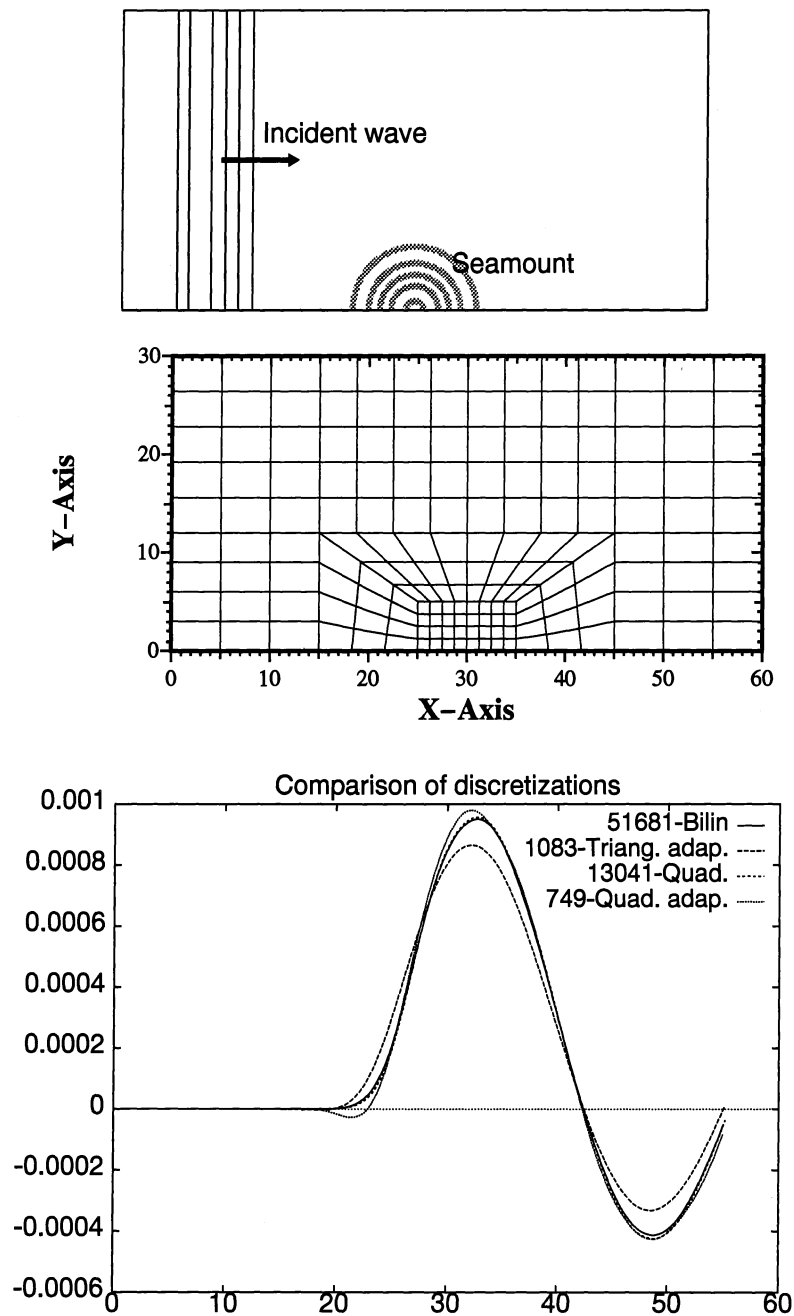 Incident wave
Seamount
30
20
10
0
Y-Axis
0 10 20 30 40 50 60
X-Axis
Comparison of discretizations
0.001
0.0008
0.0006
0.0004
0.0002
0
-0.0002
-0.0004
-0.0006
51681-Bilin
1083-Triang. adap.
13041-Quad.
749-Quad. adap.
0 10 20 30 40 50 60